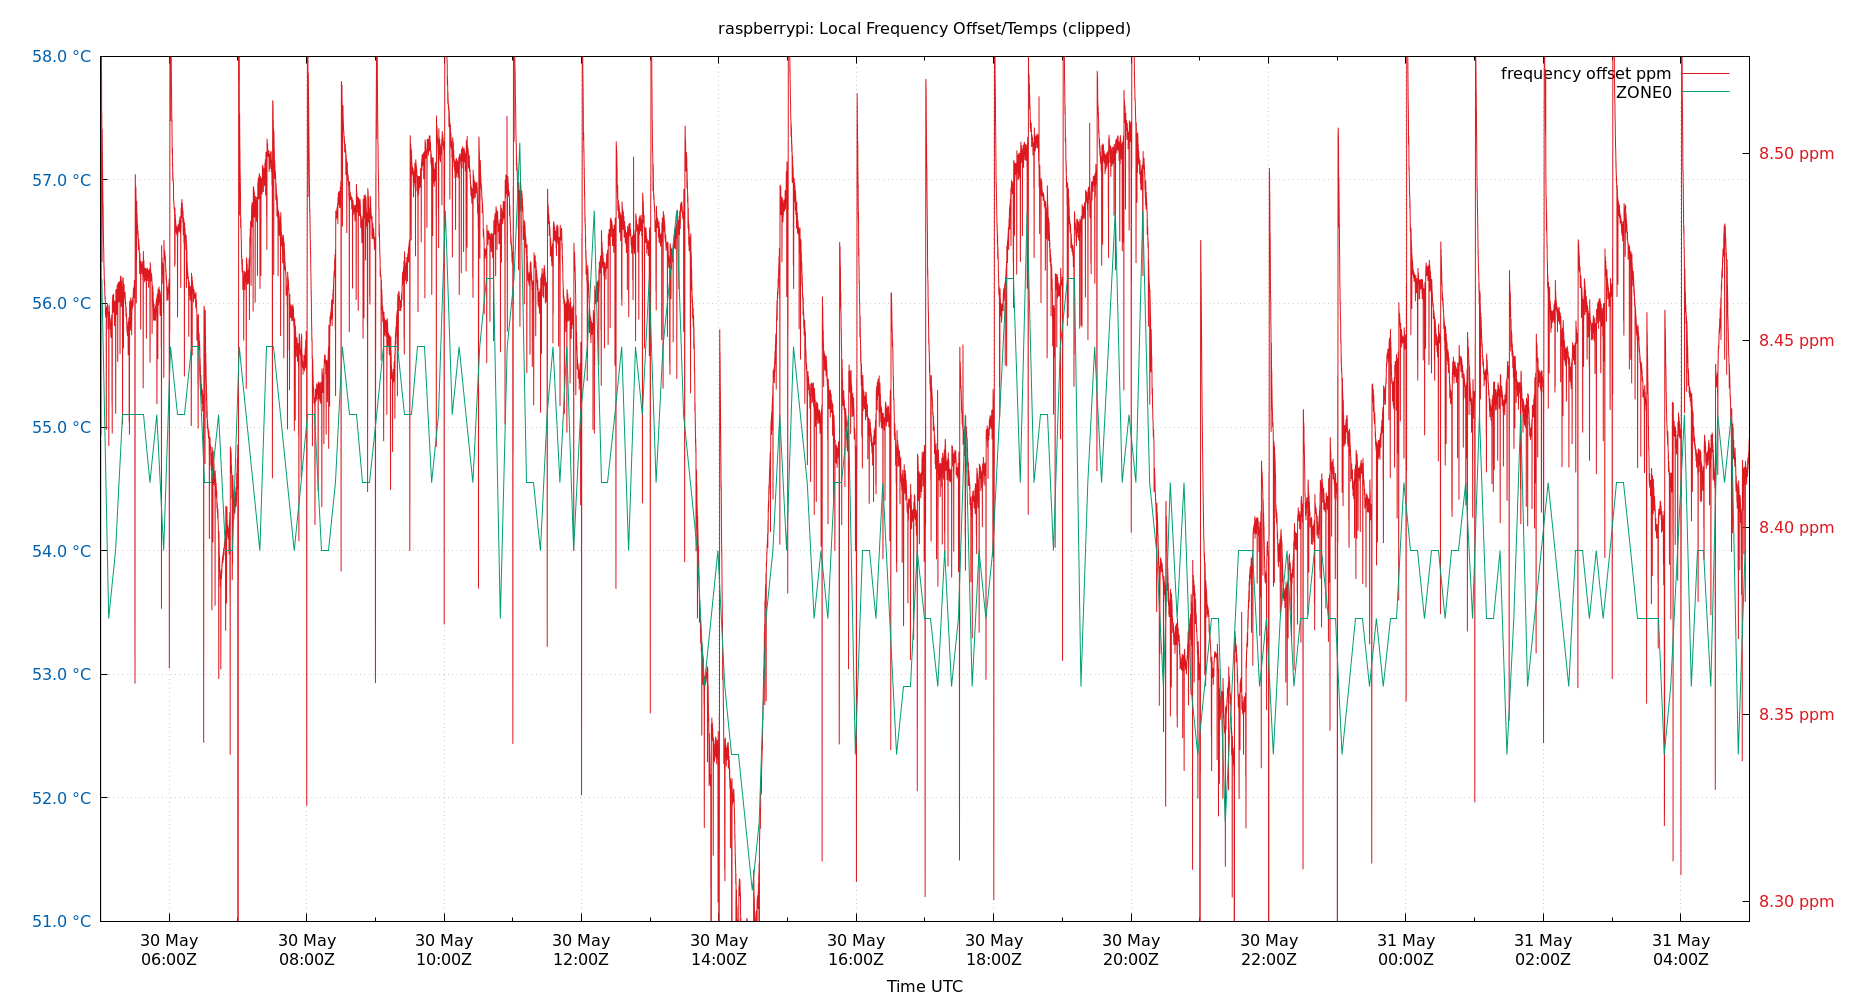 raspberrypi: Local Frequency Offset/Temps (clipped)
58.0 °C
57.0 °C
56.0 °C
55.0 °C
54.0 °C
53.0 °C
52.0 °C
51.0 °C
frequency offset ppm
ZONE0
8.50 ppm
8.45 ppm
8.40 ppm
8.35 ppm
8.30 ppm
30 May 30 May 30 May 30 May 30 May 30 May 30 May 30 May 30 May 31 May 31 May 31 May
06:00Z 08:00Z 10:00Z 12:00Z 14:00Z 16:00Z 18:00Z 20:00Z 22:00Z 00:00Z 02:00Z 04:00Z
Time UTC